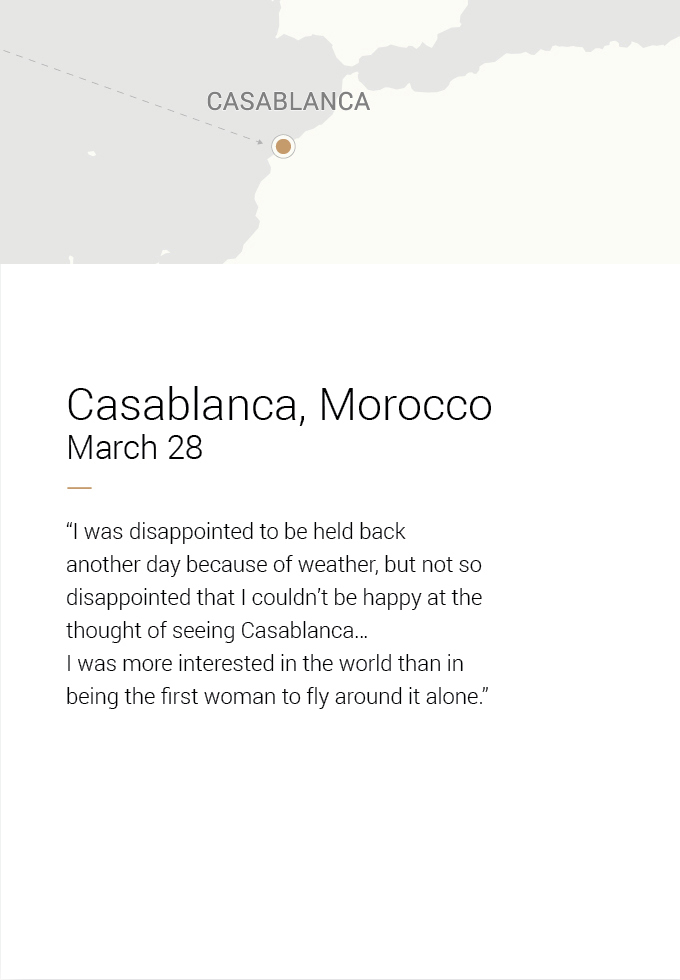 CASABLANCA
Casablanca, Morocco
March 28
“I was disappointed to be held back
another day because of weather, but not so
disappointed that I couldn’t be happy at the
thought of seeing Casablanca...
I was more interested in the world than in
being the first woman to fly around it alone.”